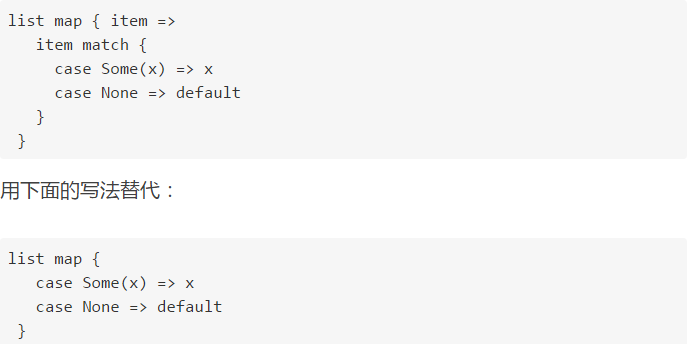 list map { item =>
   item match {
     case Some(x) => x
     case None => default
   }
 }
用下面的写法替代：
list map {
   case Some(x) => x
   case None => default
 }